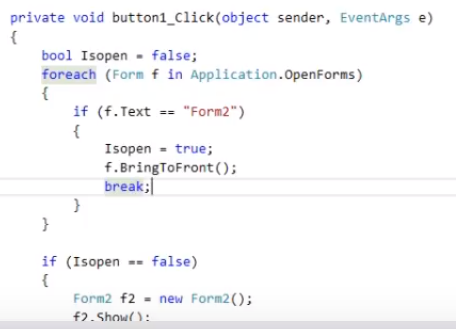 private void button1_Click(object sender, EventArgs e)
{
bool Isopen = false;
foreach (Form f in Application.OpenForms)
{
if (f.Text == "Form2")
{
Isopen = true;
f.BringToFront();
break;
}
}
if (Isopen == false)
{
Form2 f2 = new Form2();
f2.Show();